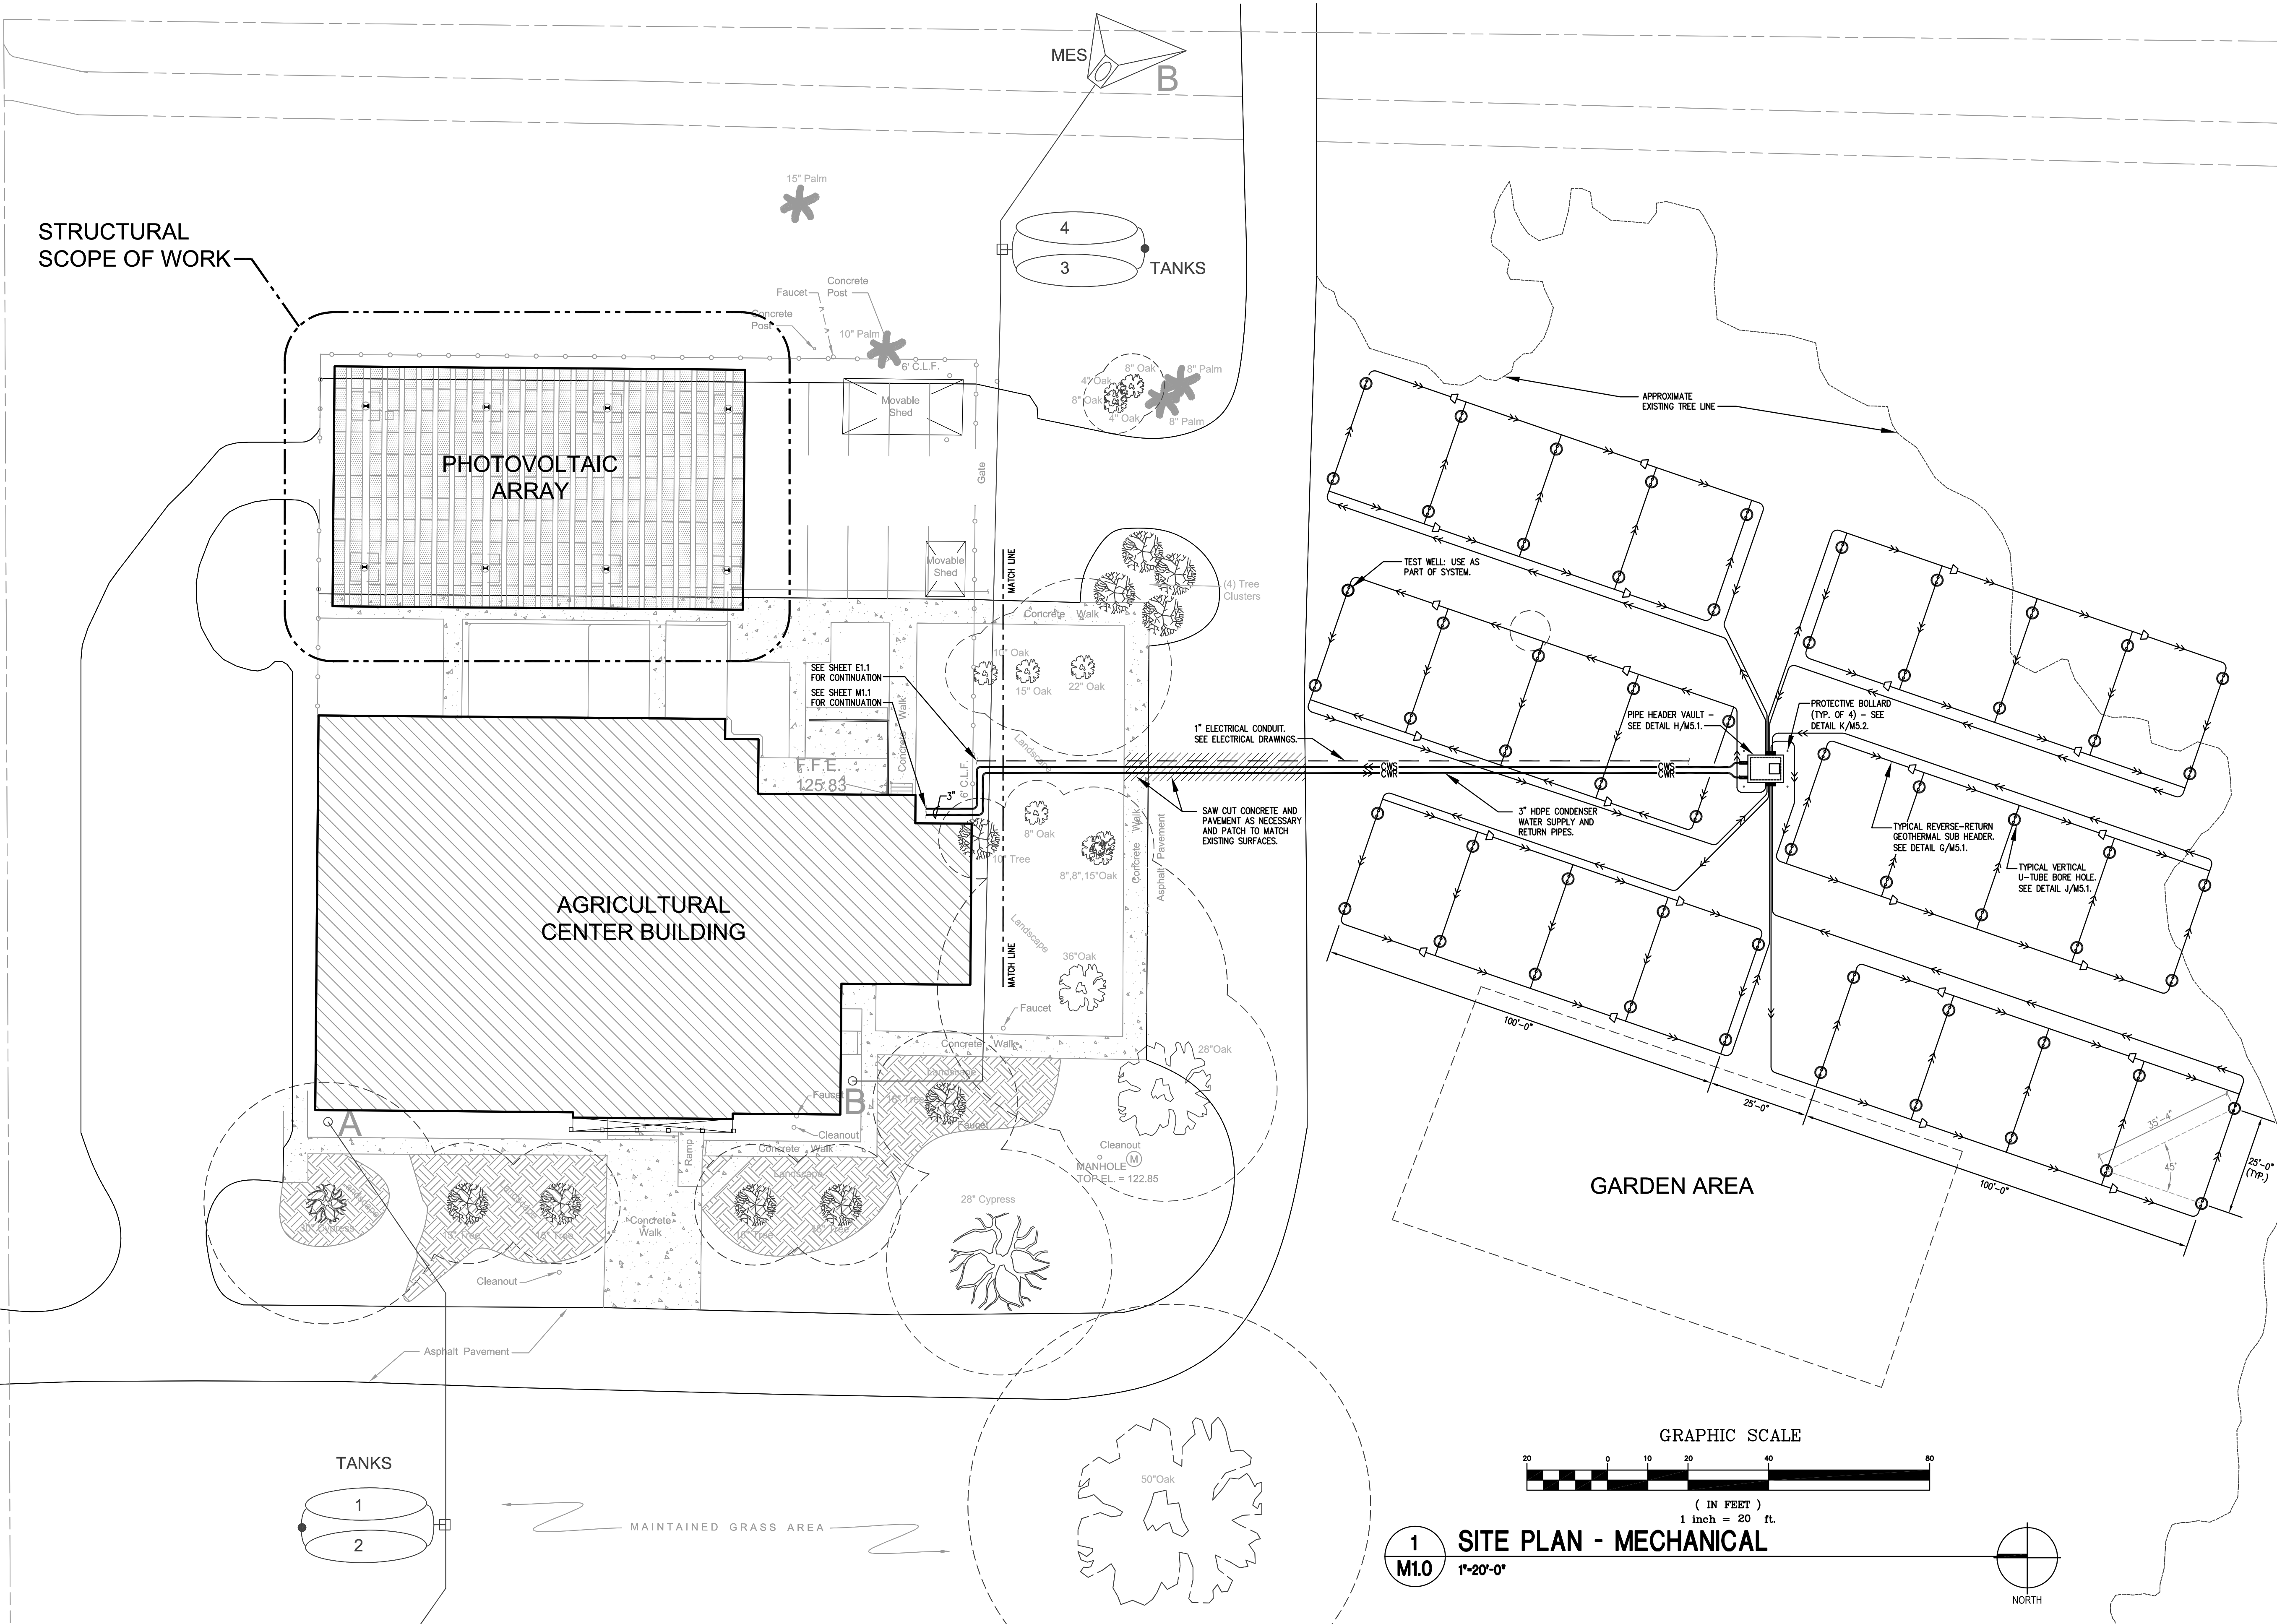 MES
B
15" Palm
STRUCTURAL
SCOPE OF WORK
4
3
TANKS
Concrete
Post
Faucet
Concrete
Post
10" Palm
6' C.L.F.
Movable
Shed
8" Oak
4" Oak
8" Oak
4" Oak
8" Palm
8" Palm
APPROXIMATE
EXISTING TREE LINE
PHOTOVOLTAIC
ARRAY
Gate
Movable
Shed
MATCH LINE
(4) Tree
Clusters
TEST WELL: USE AS
PART OF SYSTEM.
Concrete Walk
SEE SHEET E1.1
FOR CONTINUATION
SEE SHEET M1.1
FOR CONTINUATION
10" Oak
15" Oak
22" Oak
Concrete Walk
Landscape
1" ELECTRICAL CONDUIT.
SEE ELECTRICAL DRAWINGS.
PIPE HEADER VAULT -
SEE DETAIL H/M5.1.
PROTECTIVE BOLLARD
(TYP. OF 4) - SEE
DETAIL K/M5.2.
F.F.E.
125.83
6' C.L.F.
3"
CWS
CWR
CWS
CWR
SAW CUT CONCRETE AND
PAVEMENT AS NECESSARY
AND PATCH TO MATCH
EXISTING SURFACES.
3" HDPE CONDENSER
WATER SUPPLY AND
RETURN PIPES.
TYPICAL REVERSE-RETURN
GEOTHERMAL SUB HEADER.
SEE DETAIL G/M5.1.
TYPICAL VERTICAL
U-TUBE BORE HOLE.
SEE DETAIL J/M5.1.
8" Oak
10" Tree
8",8",15"Oak
Concrete Walk
Asphalt Pavement
AGRICULTURAL
CENTER BUILDING
Landscape
MATCH LINE
36"Oak
Faucet
Concrete Walk
28"Oak
100'-0"
25'-0"
100'-0"
35'-4"
45°
25'-0"
(TYP.)
Landscape
Faucet
B
A
Faucet
Cleanout
Concrete Walk
Ramp
Landscape
Cleanout
MANHOLE
M
TOP EL. = 122.85
GARDEN AREA
28" Cypress
Concrete
Walk
15" Tree
15" Tree
Cleanout
Asphalt Pavement
TANKS
1
2
MAINTAINED GRASS AREA
50"Oak
GRAPHIC SCALE
20 0 10 20 40 80
( IN FEET )
1 inch = 20 ft.
1
M1.0
SITE PLAN - MECHANICAL
1"=20'-0"
NORTH